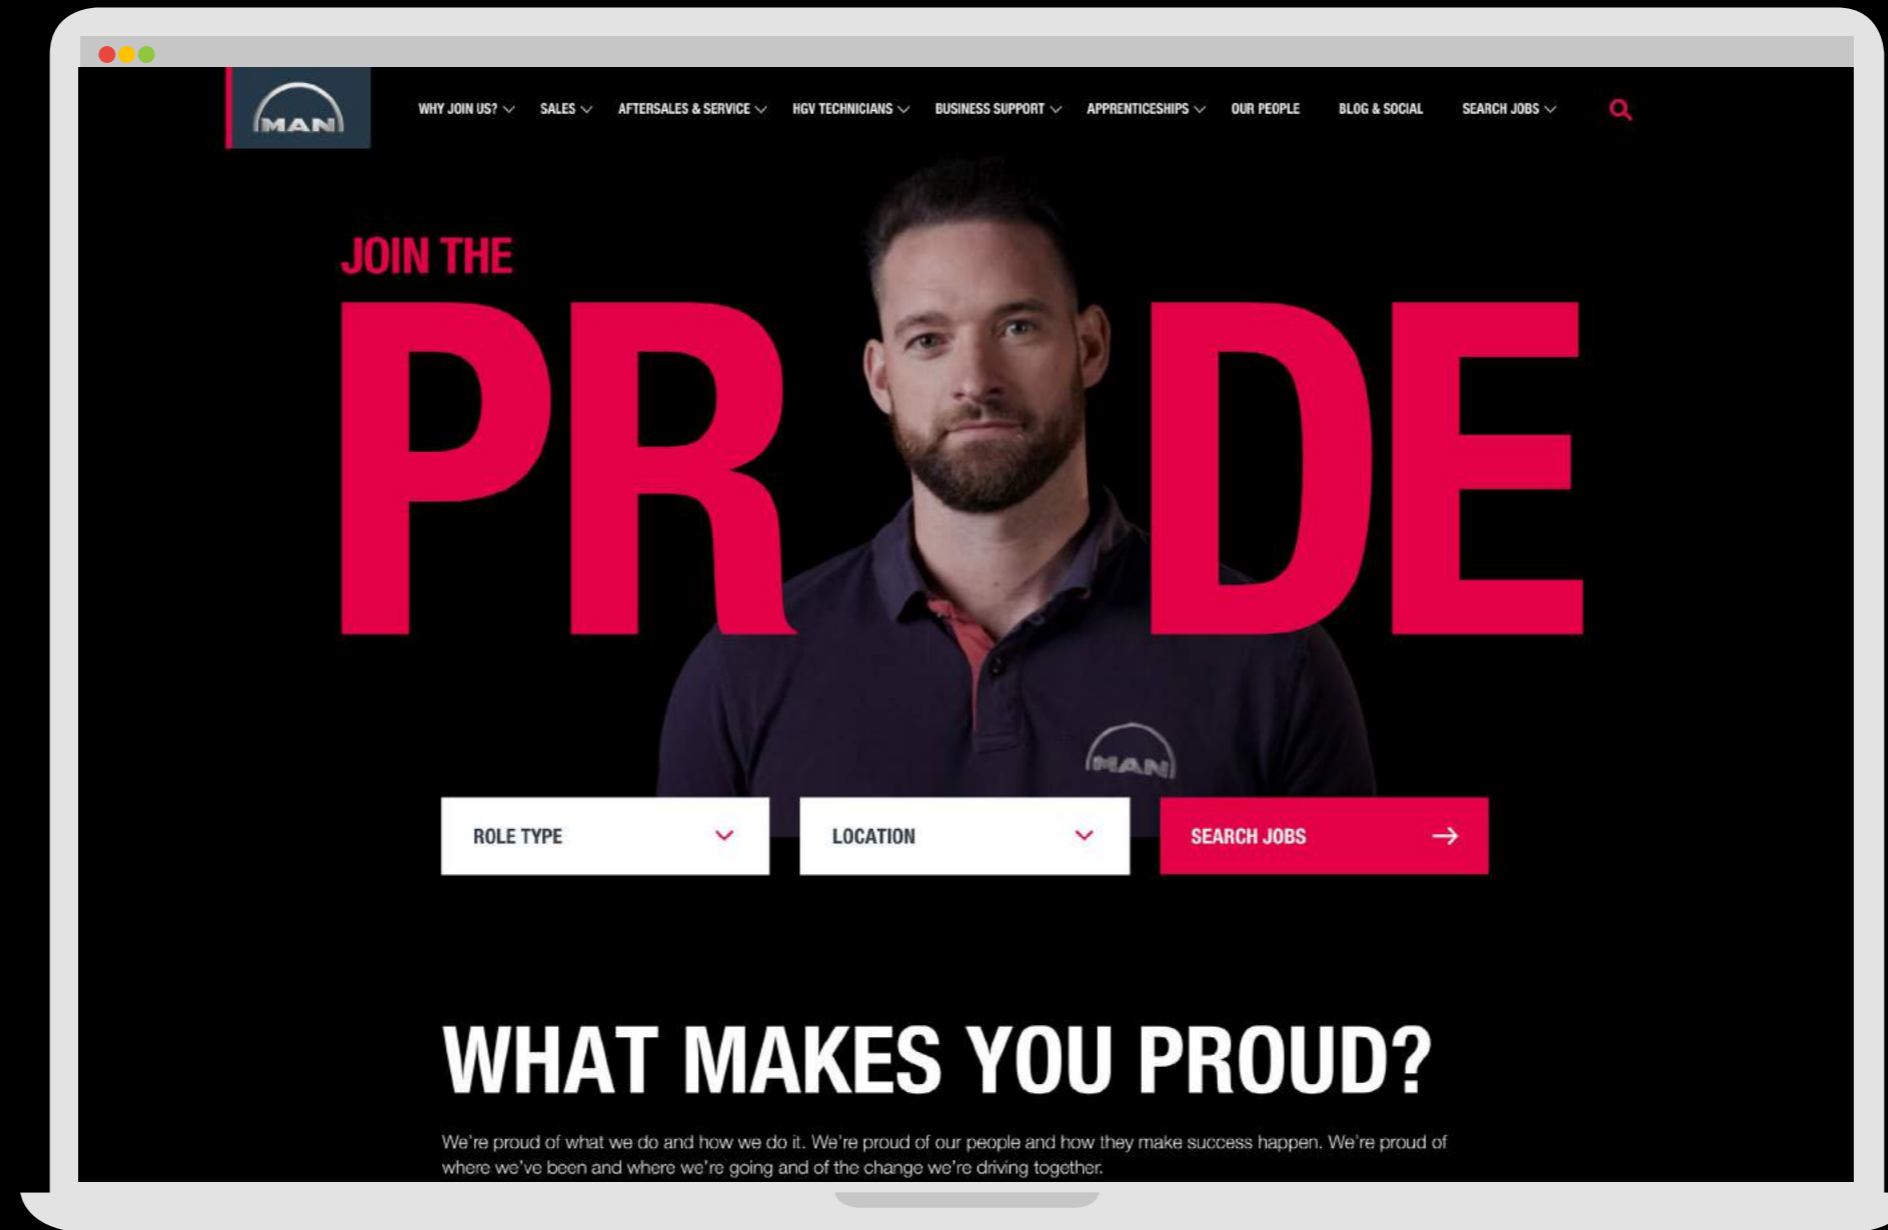 MAN
WHY JOIN US? SALES AFTERSALES & SERVICE HGV TECHNICIANS BUSINESS SUPPORT APPRENTICESHIPS OUR PEOPLE BLOG & SOCIAL SEARCH JOBS
JOIN THE
PR DE
MAN
ROLE TYPE LOCATION SEARCH JOBS
WHAT MAKES YOU PROUD?
We're proud of what we do and how we do it. We're proud of our people and how they make success happen. We're proud of
where we've been and where we're going and of the change we're driving together.